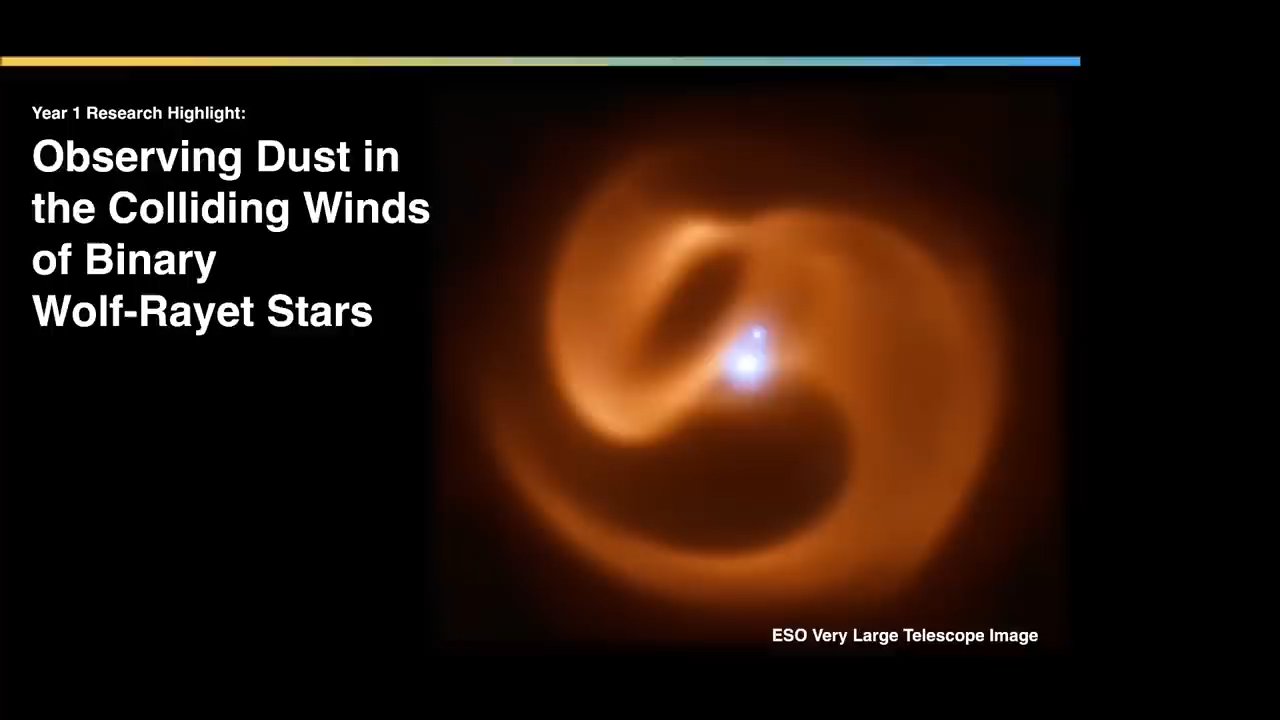 Year 1 Research Highlight:
Observing Dust in
the Colliding Winds
of Binary
Wolf-Rayet Stars
ESO Very Large Telescope Image